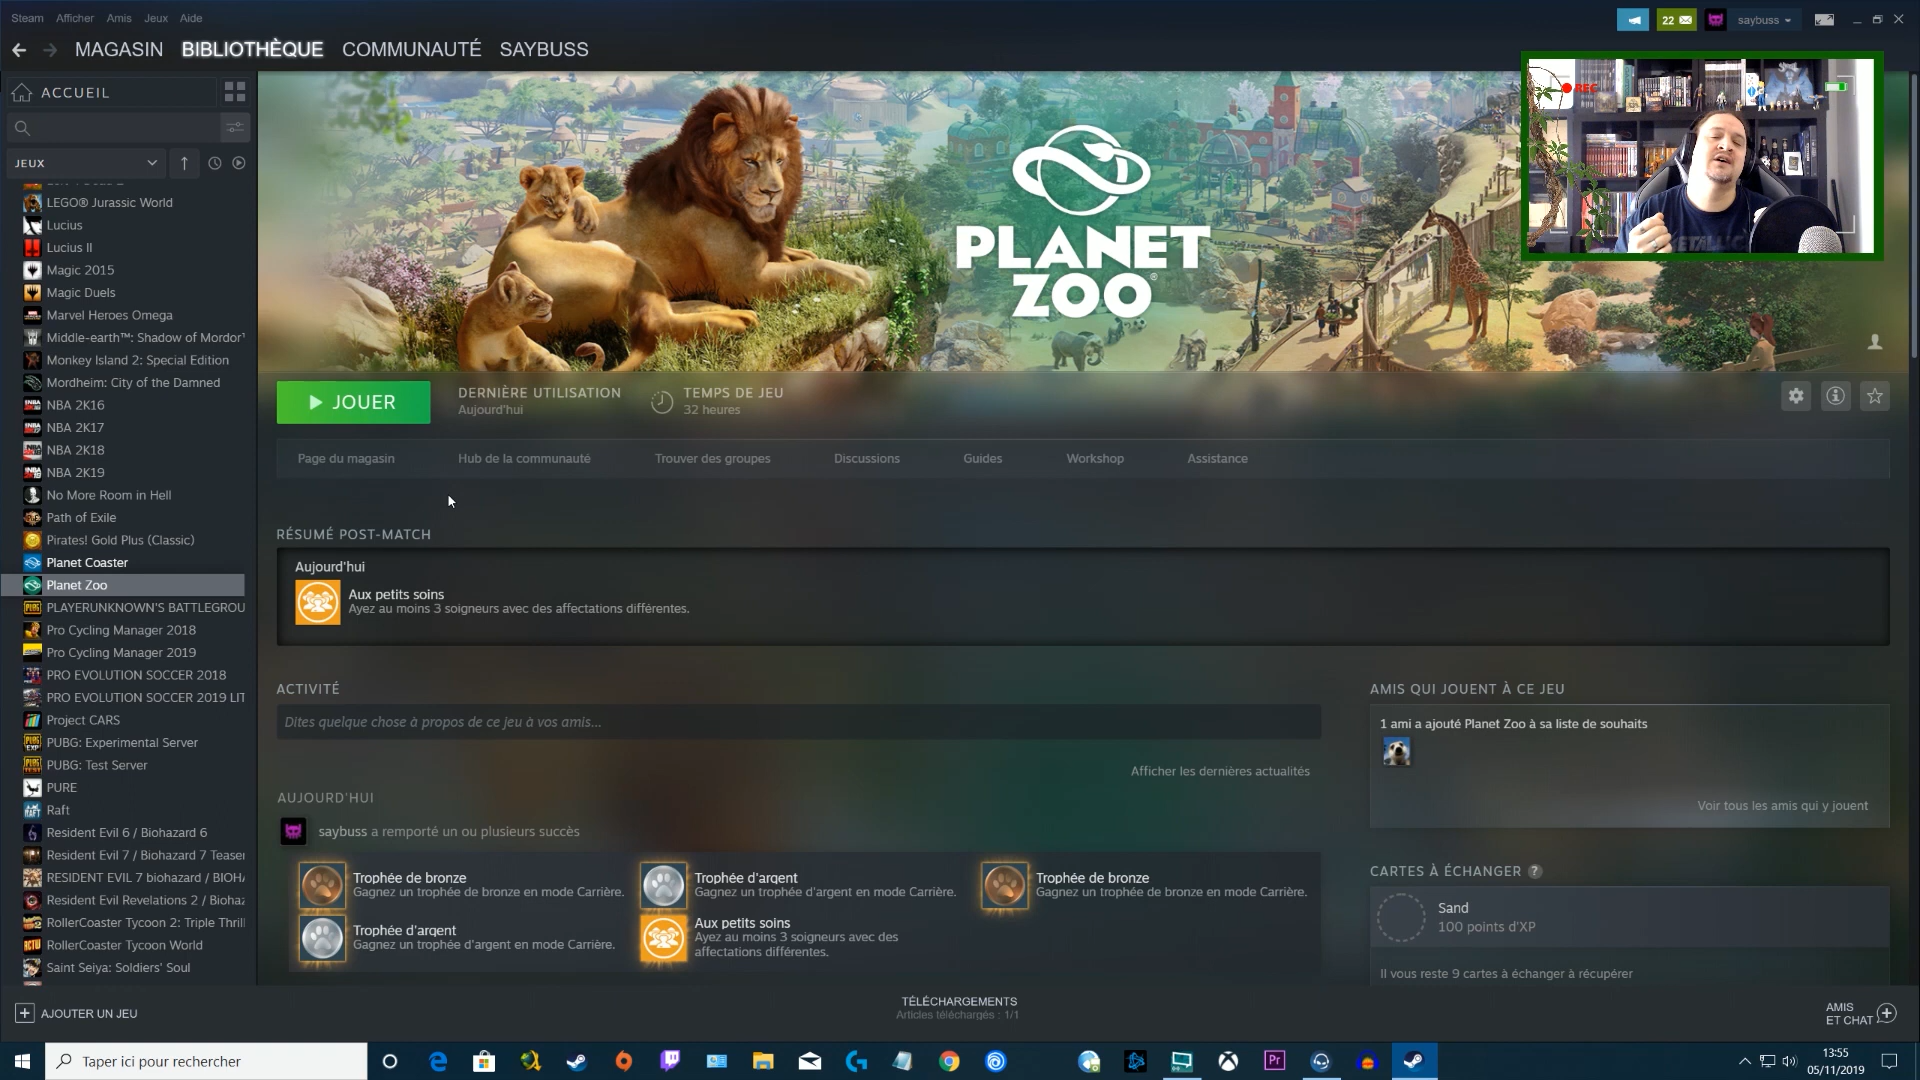 Steam Afficher Amis Jeux Aide
22
saybuss
MAGASIN BIBLIOTHÈQUE COMMUNAUTÉ SAYBUSS
ACCUEIL
JEUX
LEGO® Jurassic World
Lucius
Lucius II
Magic 2015
Magic Duels
Marvel Heroes Omega
Middle-earth™: Shadow of Mordor™
Monkey Island 2: Special Edition
Mordheim: City of the Damned
NBA 2K16
NBA 2K17
NBA 2K18
NBA 2K19
No More Room in Hell
Path of Exile
Pirates! Gold Plus (Classic)
Planet Coaster
Planet Zoo
PLAYERUNKNOWN'S BATTLEGROU
Pro Cycling Manager 2018
Pro Cycling Manager 2019
PRO EVOLUTION SOCCER 2018
PRO EVOLUTION SOCCER 2019 LIT
Project CARS
PUBG: Experimental Server
PUBG: Test Server
PURE
Raft
Resident Evil 6 / Biohazard 6
Resident Evil 7 / Biohazard 7 Teaser
RESIDENT EVIL 7 biohazard / BIOHA
Resident Evil Revelations 2 / Biohaz
RollerCoaster Tycoon 2: Triple Thrill
RollerCoaster Tycoon World
Saint Seiya: Soldiers' Soul
AJOUTER UN JEU
PLANET
ZOO
REC
METALLIC
JOUER
DERNIÈRE UTILISATION
Aujourd'hui
TEMPS DE JEU
32 heures
Page du magasin Hub de la communauté Trouver des groupes Discussions Guides Workshop Assistance
RÉSUMÉ POST-MATCH
Aujourd'hui
Aux petits soins
Ayez au moins 3 soigneurs avec des affectations différentes.
ACTIVITÉ
Dites quelque chose à propos de ce jeu à vos amis...
Afficher les dernières actualités
AUJOURD'HUI
saybuss a remporté un ou plusieurs succès
Trophée de bronze
Gagnez un trophée de bronze en mode Carrière.
Trophée d'argent
Gagnez un trophée d'argent en mode Carrière.
Trophée de bronze
Gagnez un trophée de bronze en mode Carrière.
Trophée d'argent
Gagnez un trophée d'argent en mode Carrière.
Aux petits soins
Ayez au moins 3 soigneurs avec des
affectations différentes.
AMIS QUI JOUENT À CE JEU
1 ami a ajouté Planet Zoo à sa liste de souhaits
Voir tous les amis qui y jouent
CARTES À ÉCHANGER ?
Sand
100 points d'XP
Il vous reste 9 cartes à échanger à récupérer
TÉLÉCHARGEMENTS
Articles téléchargés : 1/1
AMIS
ET CHAT
Taper ici pour rechercher
Pr
13:55
05/11/2019